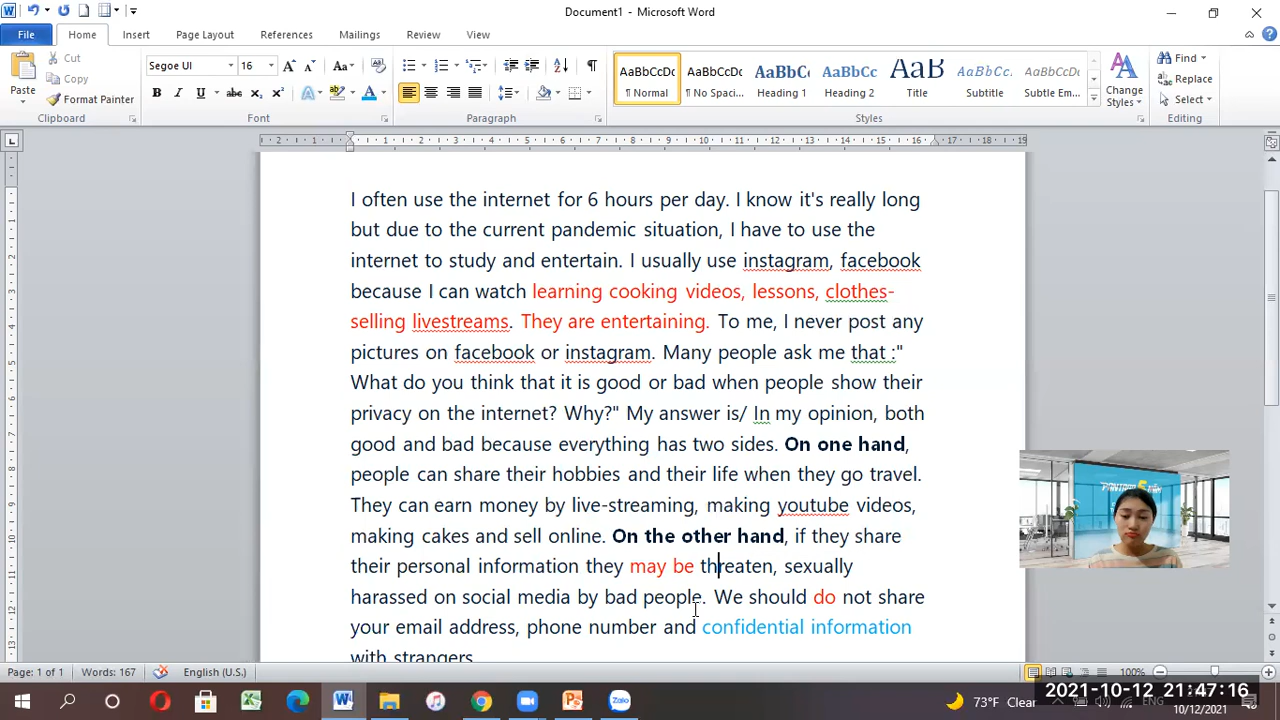 Document1 - Microsoft Word
File Home Insert Page Layout References Mailings Review View
Cut
Copy
Format Painter
Paste
Clipboard
Segoe UI 16
Font
Paragraph
AaBbCcDc AaBbCcDc AaBbCc AaBbCc AaB AaBbCcL AaBbCcDc
¶ Normal ¶ No Spaci... Heading 1 Heading 2 Title Subtitle Subtle Em...
Change Styles
Styles
Find
Replace
Select
Editing
I often use the internet for 6 hours per day. I know it's really long
but due to the current pandemic situation, I have to use the
internet to study and entertain. I usually use instagram, facebook
because I can watch learning cooking videos, lessons, clothes-
selling livestreams. They are entertaining. To me, I never post any
pictures on facebook or instagram. Many people ask me that :"
What do you think that it is good or bad when people show their
privacy on the internet? Why?" My answer is/ In my opinion, both
good and bad because everything has two sides. On one hand,
people can share their hobbies and their life when they go travel.
They can earn money by live-streaming, making youtube videos,
making cakes and sell online. On the other hand, if they share
their personal information they may be threaten, sexually
harassed on social media by bad people. We should do not share
your email address, phone number and confidential information
with strangers.
Page: 1 of 1 Words: 167 English (U.S.) 100%
2021-10-12 21:47:16
73°F Clear
ENG
10/12/2021